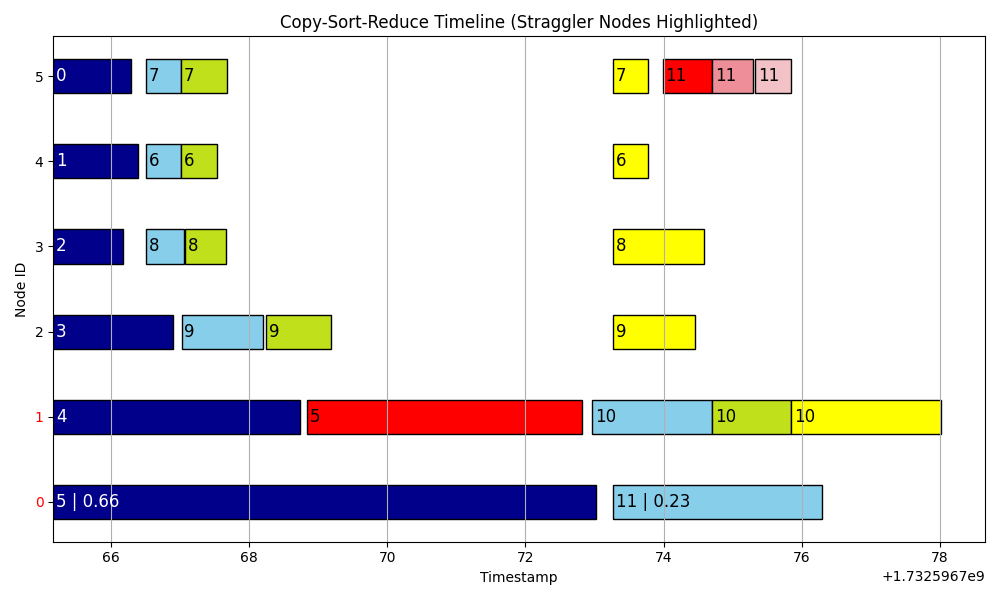 Copy-Sort-Reduce Timeline (Straggler Nodes Highlighted)
5 0 7 7 7 11 11 11
4 1 6 6 6
3 2 8 8 8
2 3 9 9 9
1 4 5 10 10 10
0 5 | 0.66 11 | 0.23
Node ID
66 68 70 72 74 76 78
Timestamp
+1.7325967e9